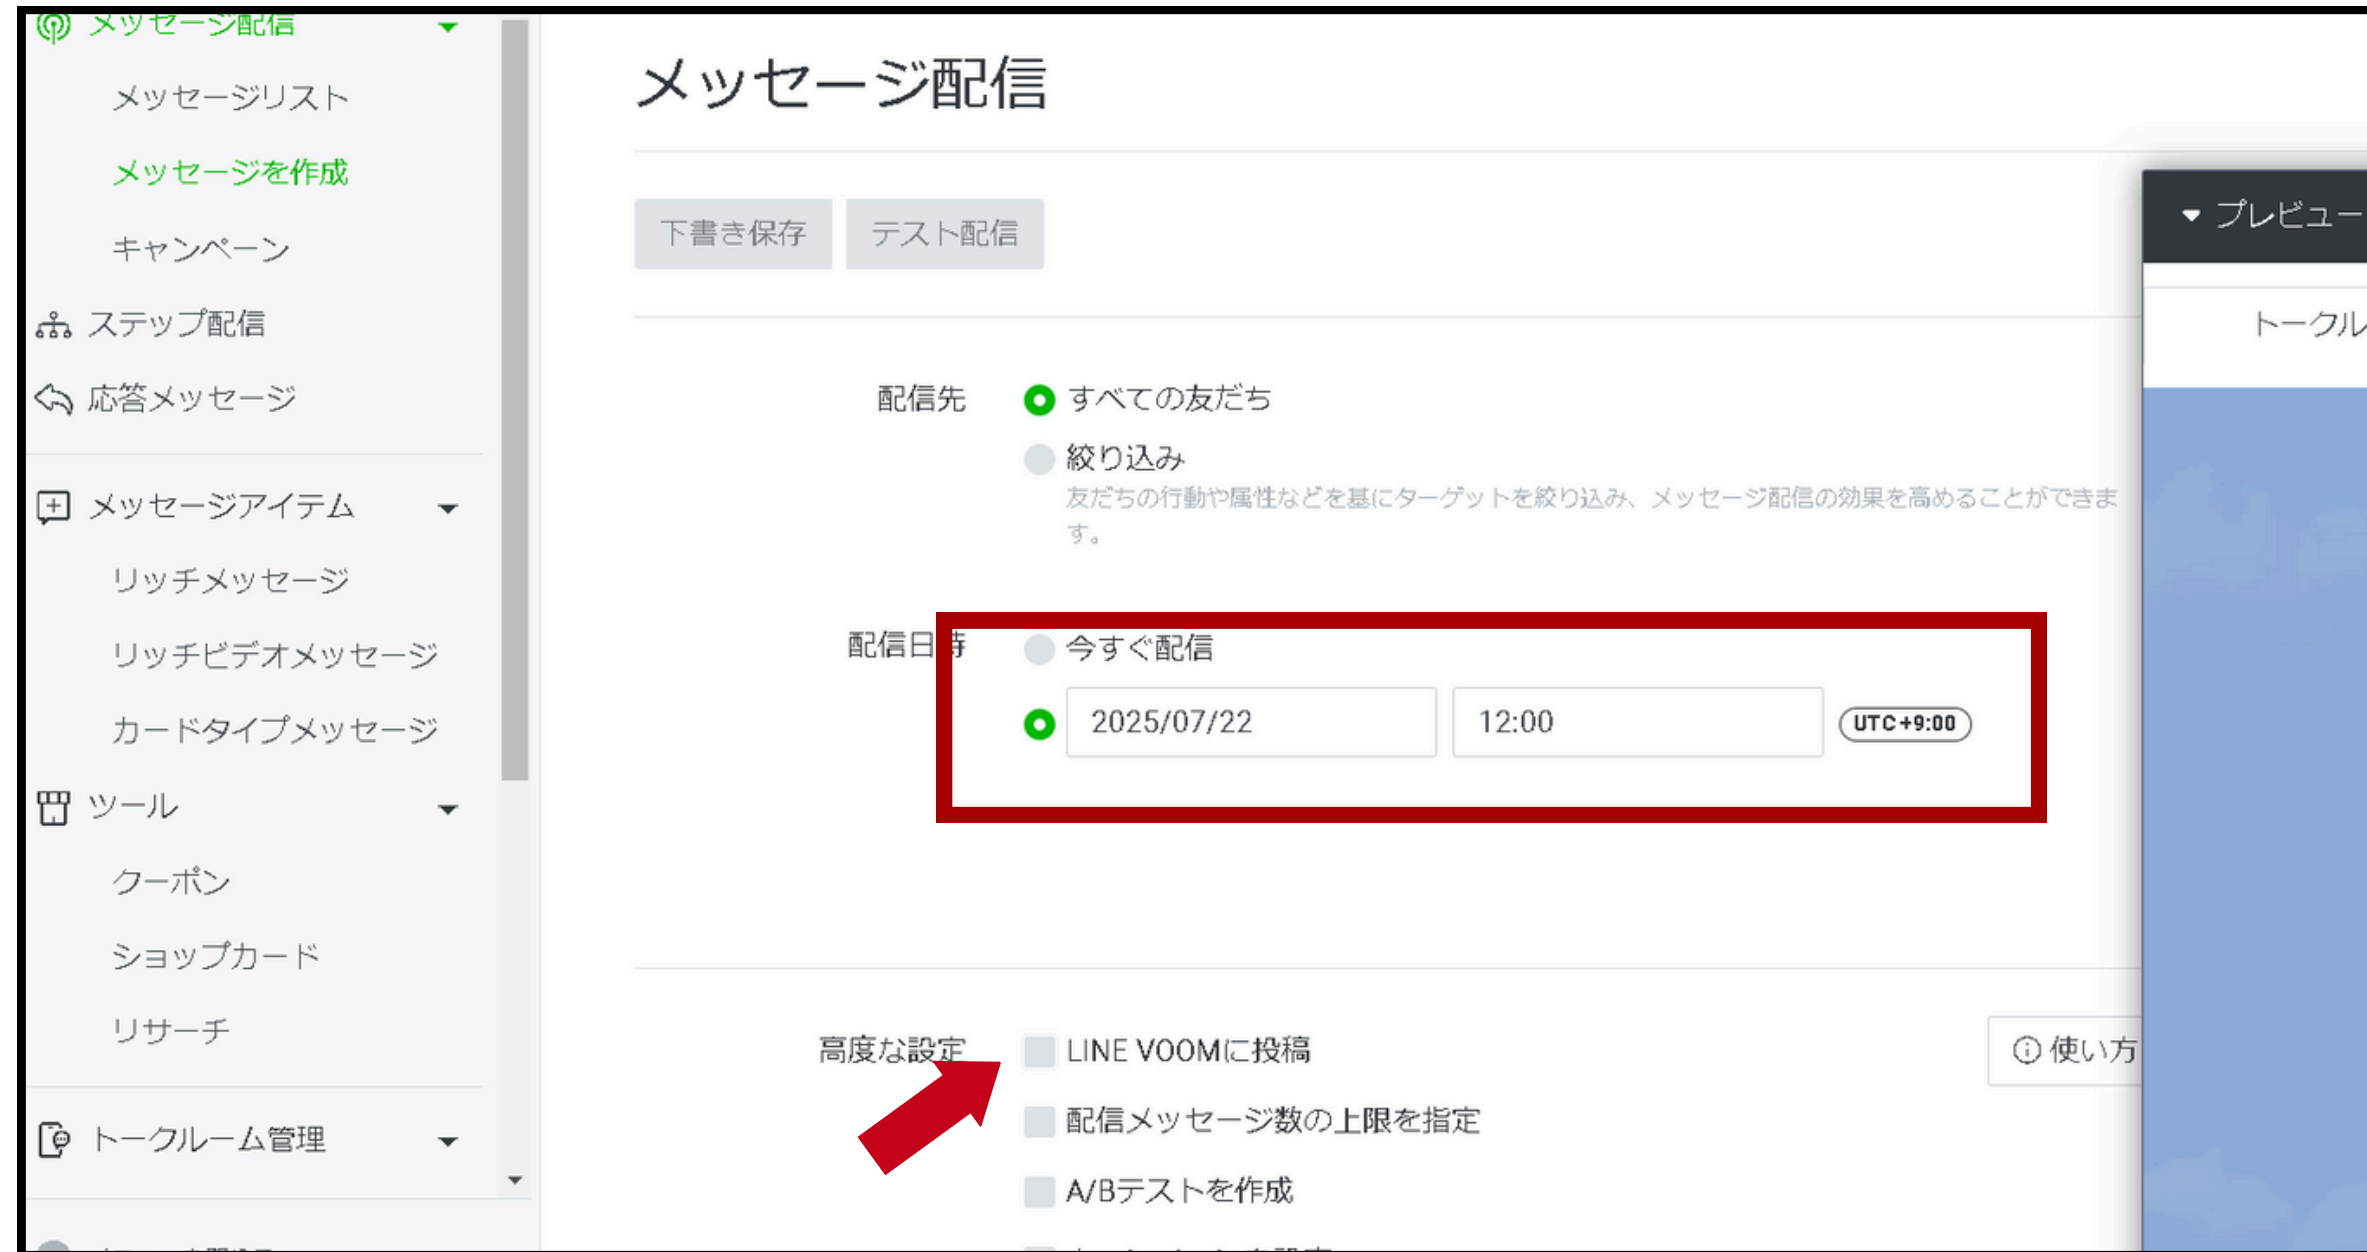 メッセージ配信
メッセージリスト
メッセージを作成
キャンペーン
ステップ配信
応答メッセージ
メッセージアイテム
リッチメッセージ
リッチビデオメッセージ
カードタイプメッセージ
ツール
クーポン
ショップカード
リサーチ
トークルーム管理
メッセージ配信
下書き保存 テスト配信
配信先 すべての友だち
絞り込み
友だちの行動や属性などを基にターゲットを絞り込み、メッセージ配信の効果を高めることができま
す。
配信日時 今すぐ配信
2025/07/22 12:00 UTC+9:00
高度な設定 LINE VOOMに投稿 使い方
配信メッセージ数の上限を指定
A/Bテストを作成
プレビュー
トークル